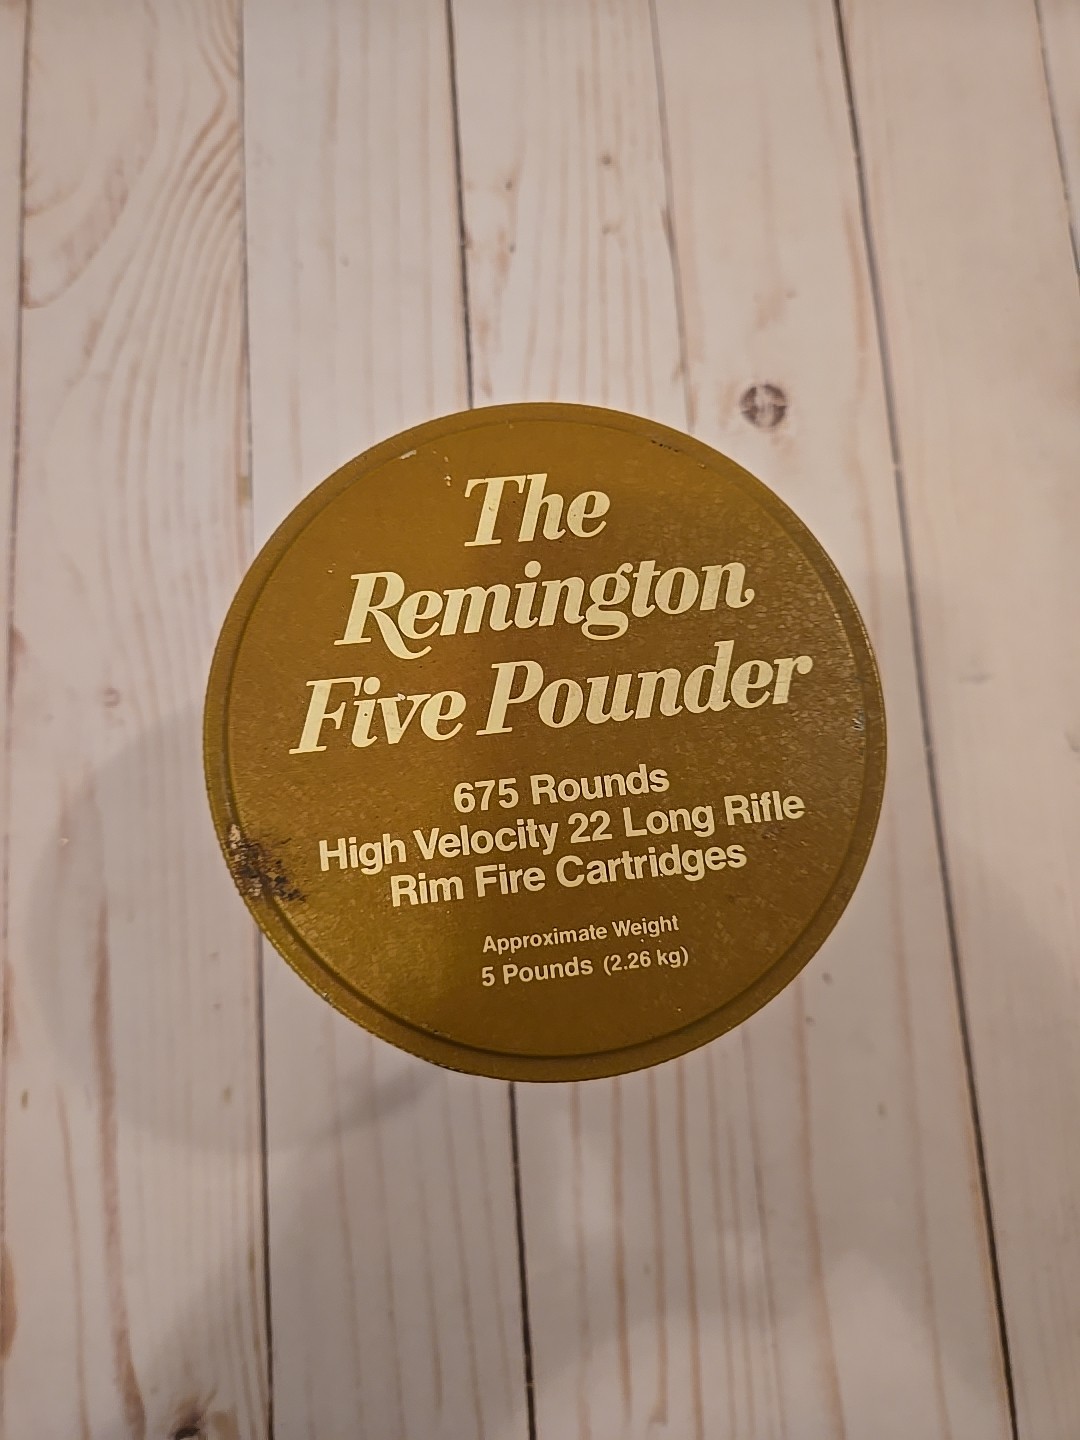 The
Remington
Five Pounder
675 Rounds
High Velocity 22 Long Rifle
Rim Fire Cartridges
Approximate Weight
5 Pounds (2.26 kg)